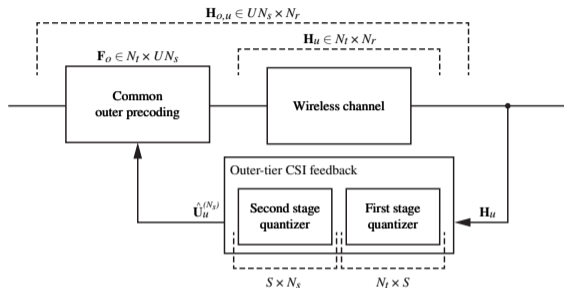 H_{o,u} ∈ UN_s × N_r
F_o ∈ N_t × UN_s
H_u ∈ N_t × N_r
Common
outer precoding
Wireless channel
Outer-tier CSI feedback
Û_u^{(N_s)}
Second stage
quantizer
First stage
quantizer
H_u
S × N_s
N_t × S